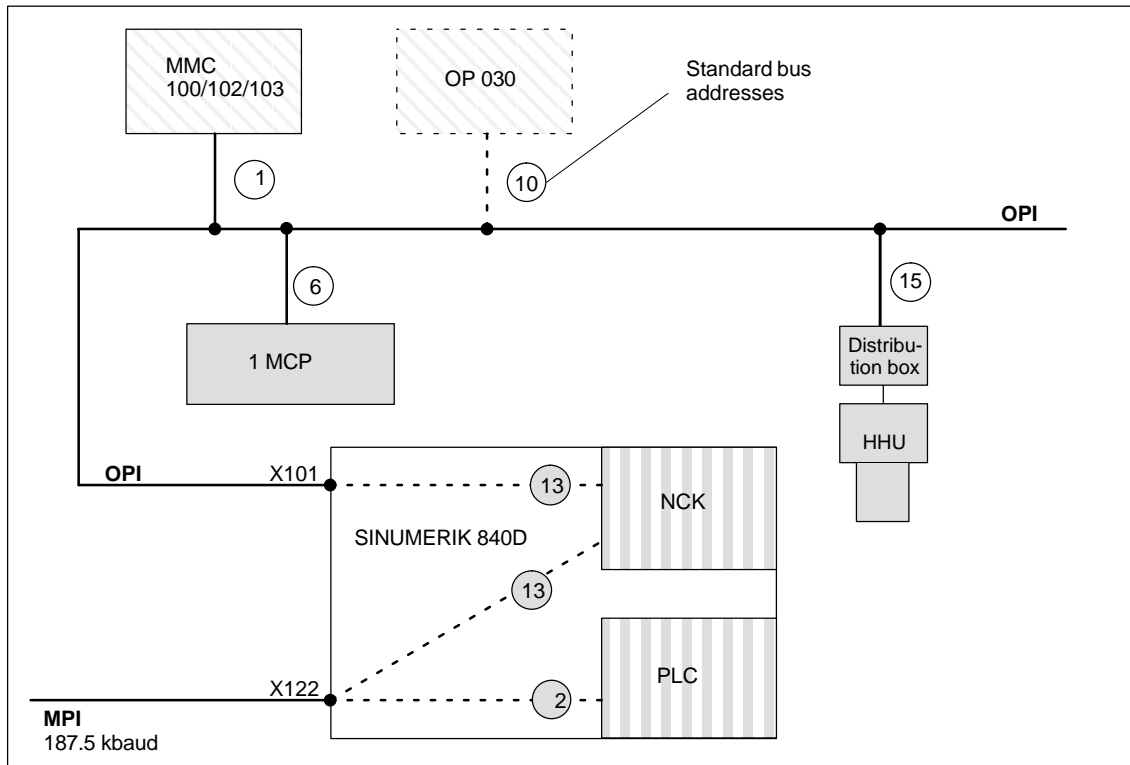 MMC
100/102/103
OP 030
Standard bus
addresses
1
10
OPI
6
15
1 MCP
Distribu-
tion box
HHU
OPI
X101
13
NCK
SINUMERIK 840D
13
X122
2
PLC
MPI
187.5 kbaud